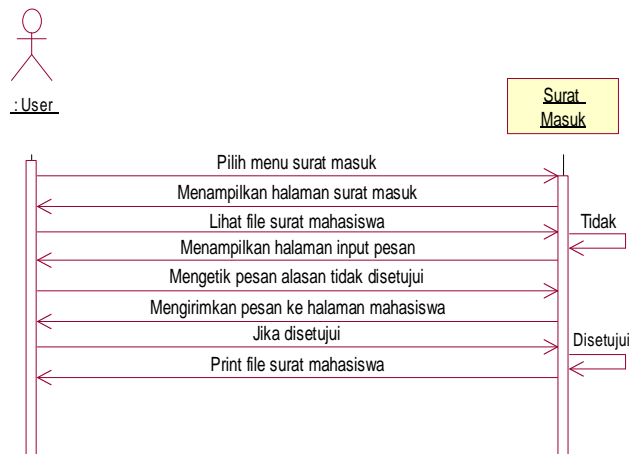 : User
Surat
Masuk
Pilih menu surat masuk
Menampilkan halaman surat masuk
Lihat file surat mahasiswa
Tidak
Menampilkan halaman input pesan
Mengetik pesan alasan tidak disetujui
Mengirimkan pesan ke halaman mahasiswa
Jika disetujui
Disetujui
Print file surat mahasiswa